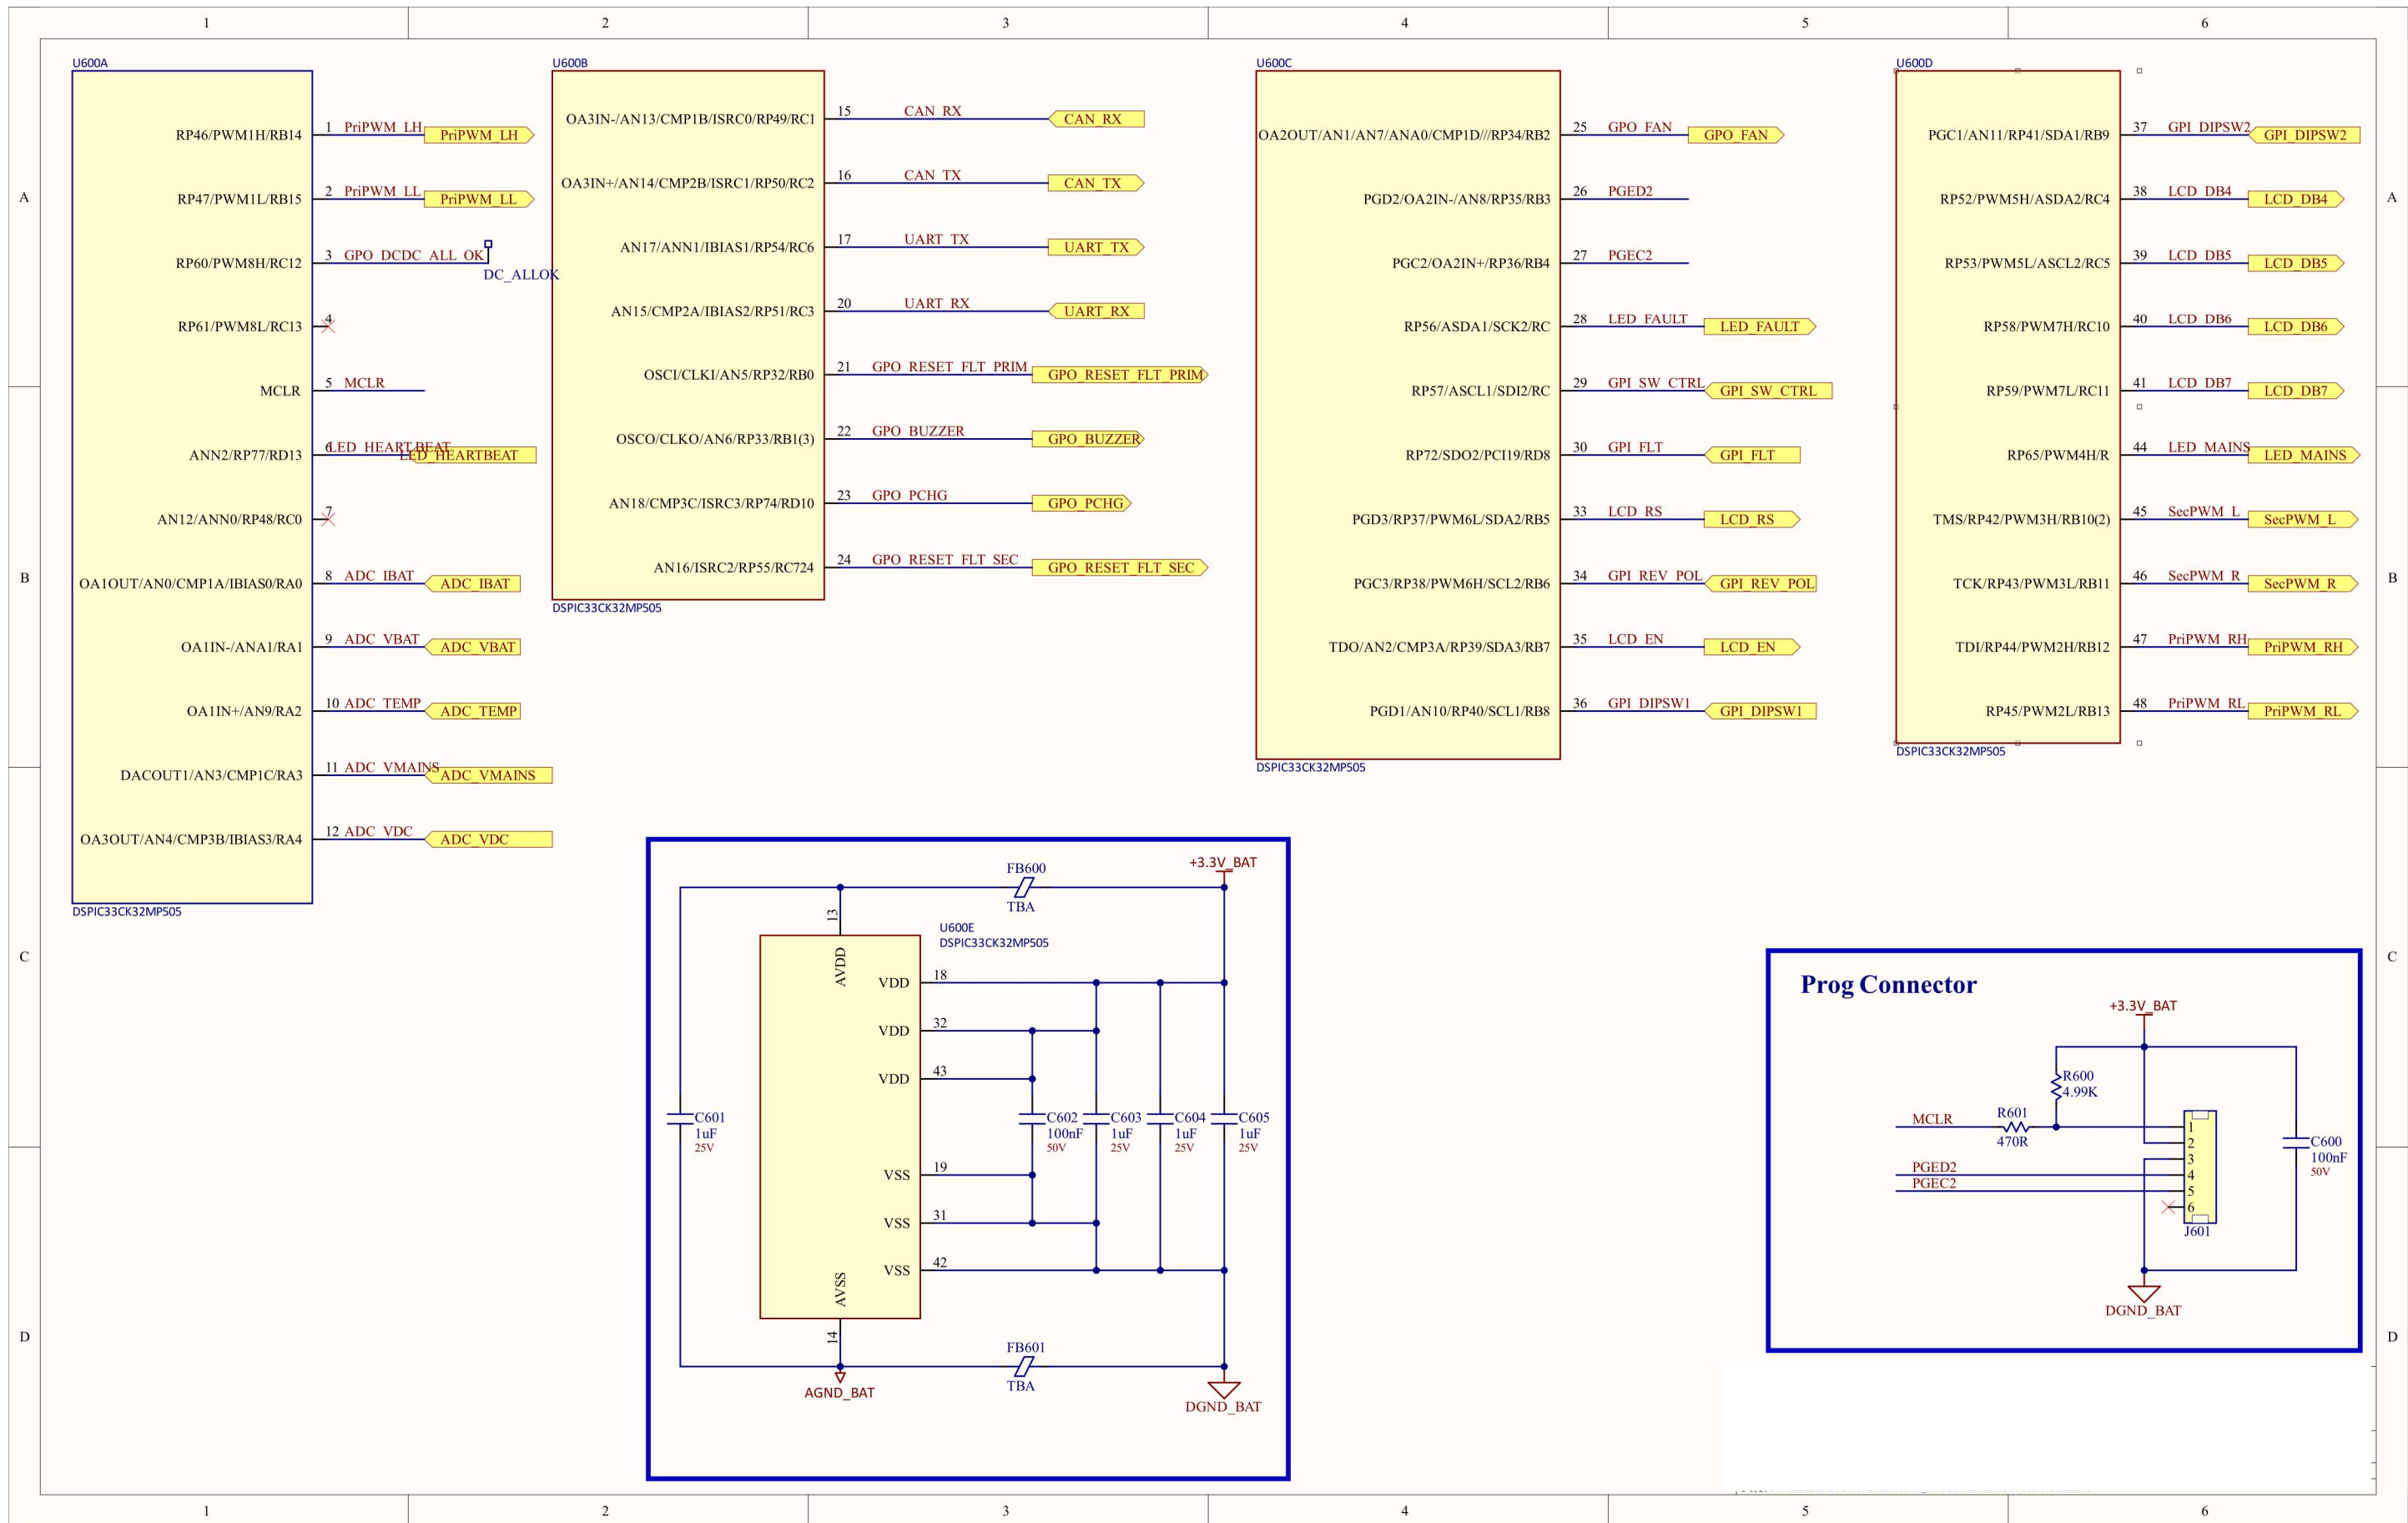 1 2 3 4 5 6
A
B
C
D
A
B
C
D
U600A
RP46/PWM1H/RB14 1 PriPWM_LH PriPWM_LH
RP47/PWM1L/RB15 2 PriPWM_LL PriPWM_LL
RP60/PWM8H/RC12 3 GPO_DCDC_ALL_OK
DC_ALLOK
RP61/PWM8L/RC13 4
MCLR 5 MCLR
ANN2/RP77/RD13 6 LED_HEARTBEAT LED_HEARTBEAT
AN12/ANN0/RP48/RC0 7
OA1OUT/AN0/CMP1A/IBIAS0/RA0 8 ADC_IBAT ADC_IBAT
OA1IN-/ANA1/RA1 9 ADC_VBAT ADC_VBAT
OA1IN+/AN9/RA2 10 ADC_TEMP ADC_TEMP
DACOUT1/AN3/CMP1C/RA3 11 ADC_VMAINS ADC_VMAINS
OA3OUT/AN4/CMP3B/IBIAS3/RA4 12 ADC_VDC ADC_VDC
DSPIC33CK32MP505
U600B
OA3IN-/AN13/CMP1B/ISRC0/RP49/RC1 15 CAN_RX CAN_RX
OA3IN+/AN14/CMP2B/ISRC1/RP50/RC2 16 CAN_TX CAN_TX
AN17/ANN1/IBIAS1/RP54/RC6 17 UART_TX UART_TX
AN15/CMP2A/IBIAS2/RP51/RC3 20 UART_RX UART_RX
OSCI/CLKI/AN5/RP32/RB0 21 GPO_RESET_FLT_PRIM GPO_RESET_FLT_PRIM
OSCO/CLKO/AN6/RP33/RB1(3) 22 GPO_BUZZER GPO_BUZZER
AN18/CMP3C/ISRC3/RP74/RD10 23 GPO_PCHG GPO_PCHG
AN16/ISRC2/RP55/RC724 24 GPO_RESET_FLT_SEC GPO_RESET_FLT_SEC
DSPIC33CK32MP505
U600C
OA2OUT/AN1/AN7/ANA0/CMP1D///RP34/RB2 25 GPO_FAN GPO_FAN
PGD2/OA2IN-/AN8/RP35/RB3 26 PGED2
PGC2/OA2IN+/RP36/RB4 27 PGEC2
RP56/ASDA1/SCK2/RC 28 LED_FAULT LED_FAULT
RP57/ASCL1/SDI2/RC 29 GPI_SW_CTRL GPI_SW_CTRL
RP72/SDO2/PCI19/RD8 30 GPI_FLT GPI_FLT
PGD3/RP37/PWM6L/SDA2/RB5 33 LCD_RS LCD_RS
PGC3/RP38/PWM6H/SCL2/RB6 34 GPI_REV_POL GPI_REV_POL
TDO/AN2/CMP3A/RP39/SDA3/RB7 35 LCD_EN LCD_EN
PGD1/AN10/RP40/SCL1/RB8 36 GPI_DIPSW1 GPI_DIPSW1
DSPIC33CK32MP505
U600D
PGC1/AN11/RP41/SDA1/RB9 37 GPI_DIPSW2 GPI_DIPSW2
RP52/PWM5H/ASDA2/RC4 38 LCD_DB4 LCD_DB4
RP53/PWM5L/ASCL2/RC5 39 LCD_DB5 LCD_DB5
RP58/PWM7H/RC10 40 LCD_DB6 LCD_DB6
RP59/PWM7L/RC11 41 LCD_DB7 LCD_DB7
RP65/PWM4H/R 44 LED_MAINS LED_MAINS
TMS/RP42/PWM3H/RB10(2) 45 SecPWM_L SecPWM_L
TCK/RP43/PWM3L/RB11 46 SecPWM_R SecPWM_R
TDI/RP44/PWM2H/RB12 47 PriPWM_RH PriPWM_RH
RP45/PWM2L/RB13 48 PriPWM_RL PriPWM_RL
DSPIC33CK32MP505
FB600
TBA
+3.3V_BAT
13
U600E
DSPIC33CK32MP505
AVDD
VDD 18
VDD 32
VDD 43
C601
1uF
25V
C602
100nF
50V
C603
1uF
25V
C604
1uF
25V
C605
1uF
25V
VSS 19
VSS 31
VSS 42
AVSS
14
FB601
TBA
AGND_BAT
DGND_BAT
Prog Connector
+3.3V_BAT
R600
4.99K
MCLR
R601
470R
PGED2
PGEC2
1
2
3
4
5
6
J601
C600
100nF
50V
DGND_BAT
1 2 3 4 5 6